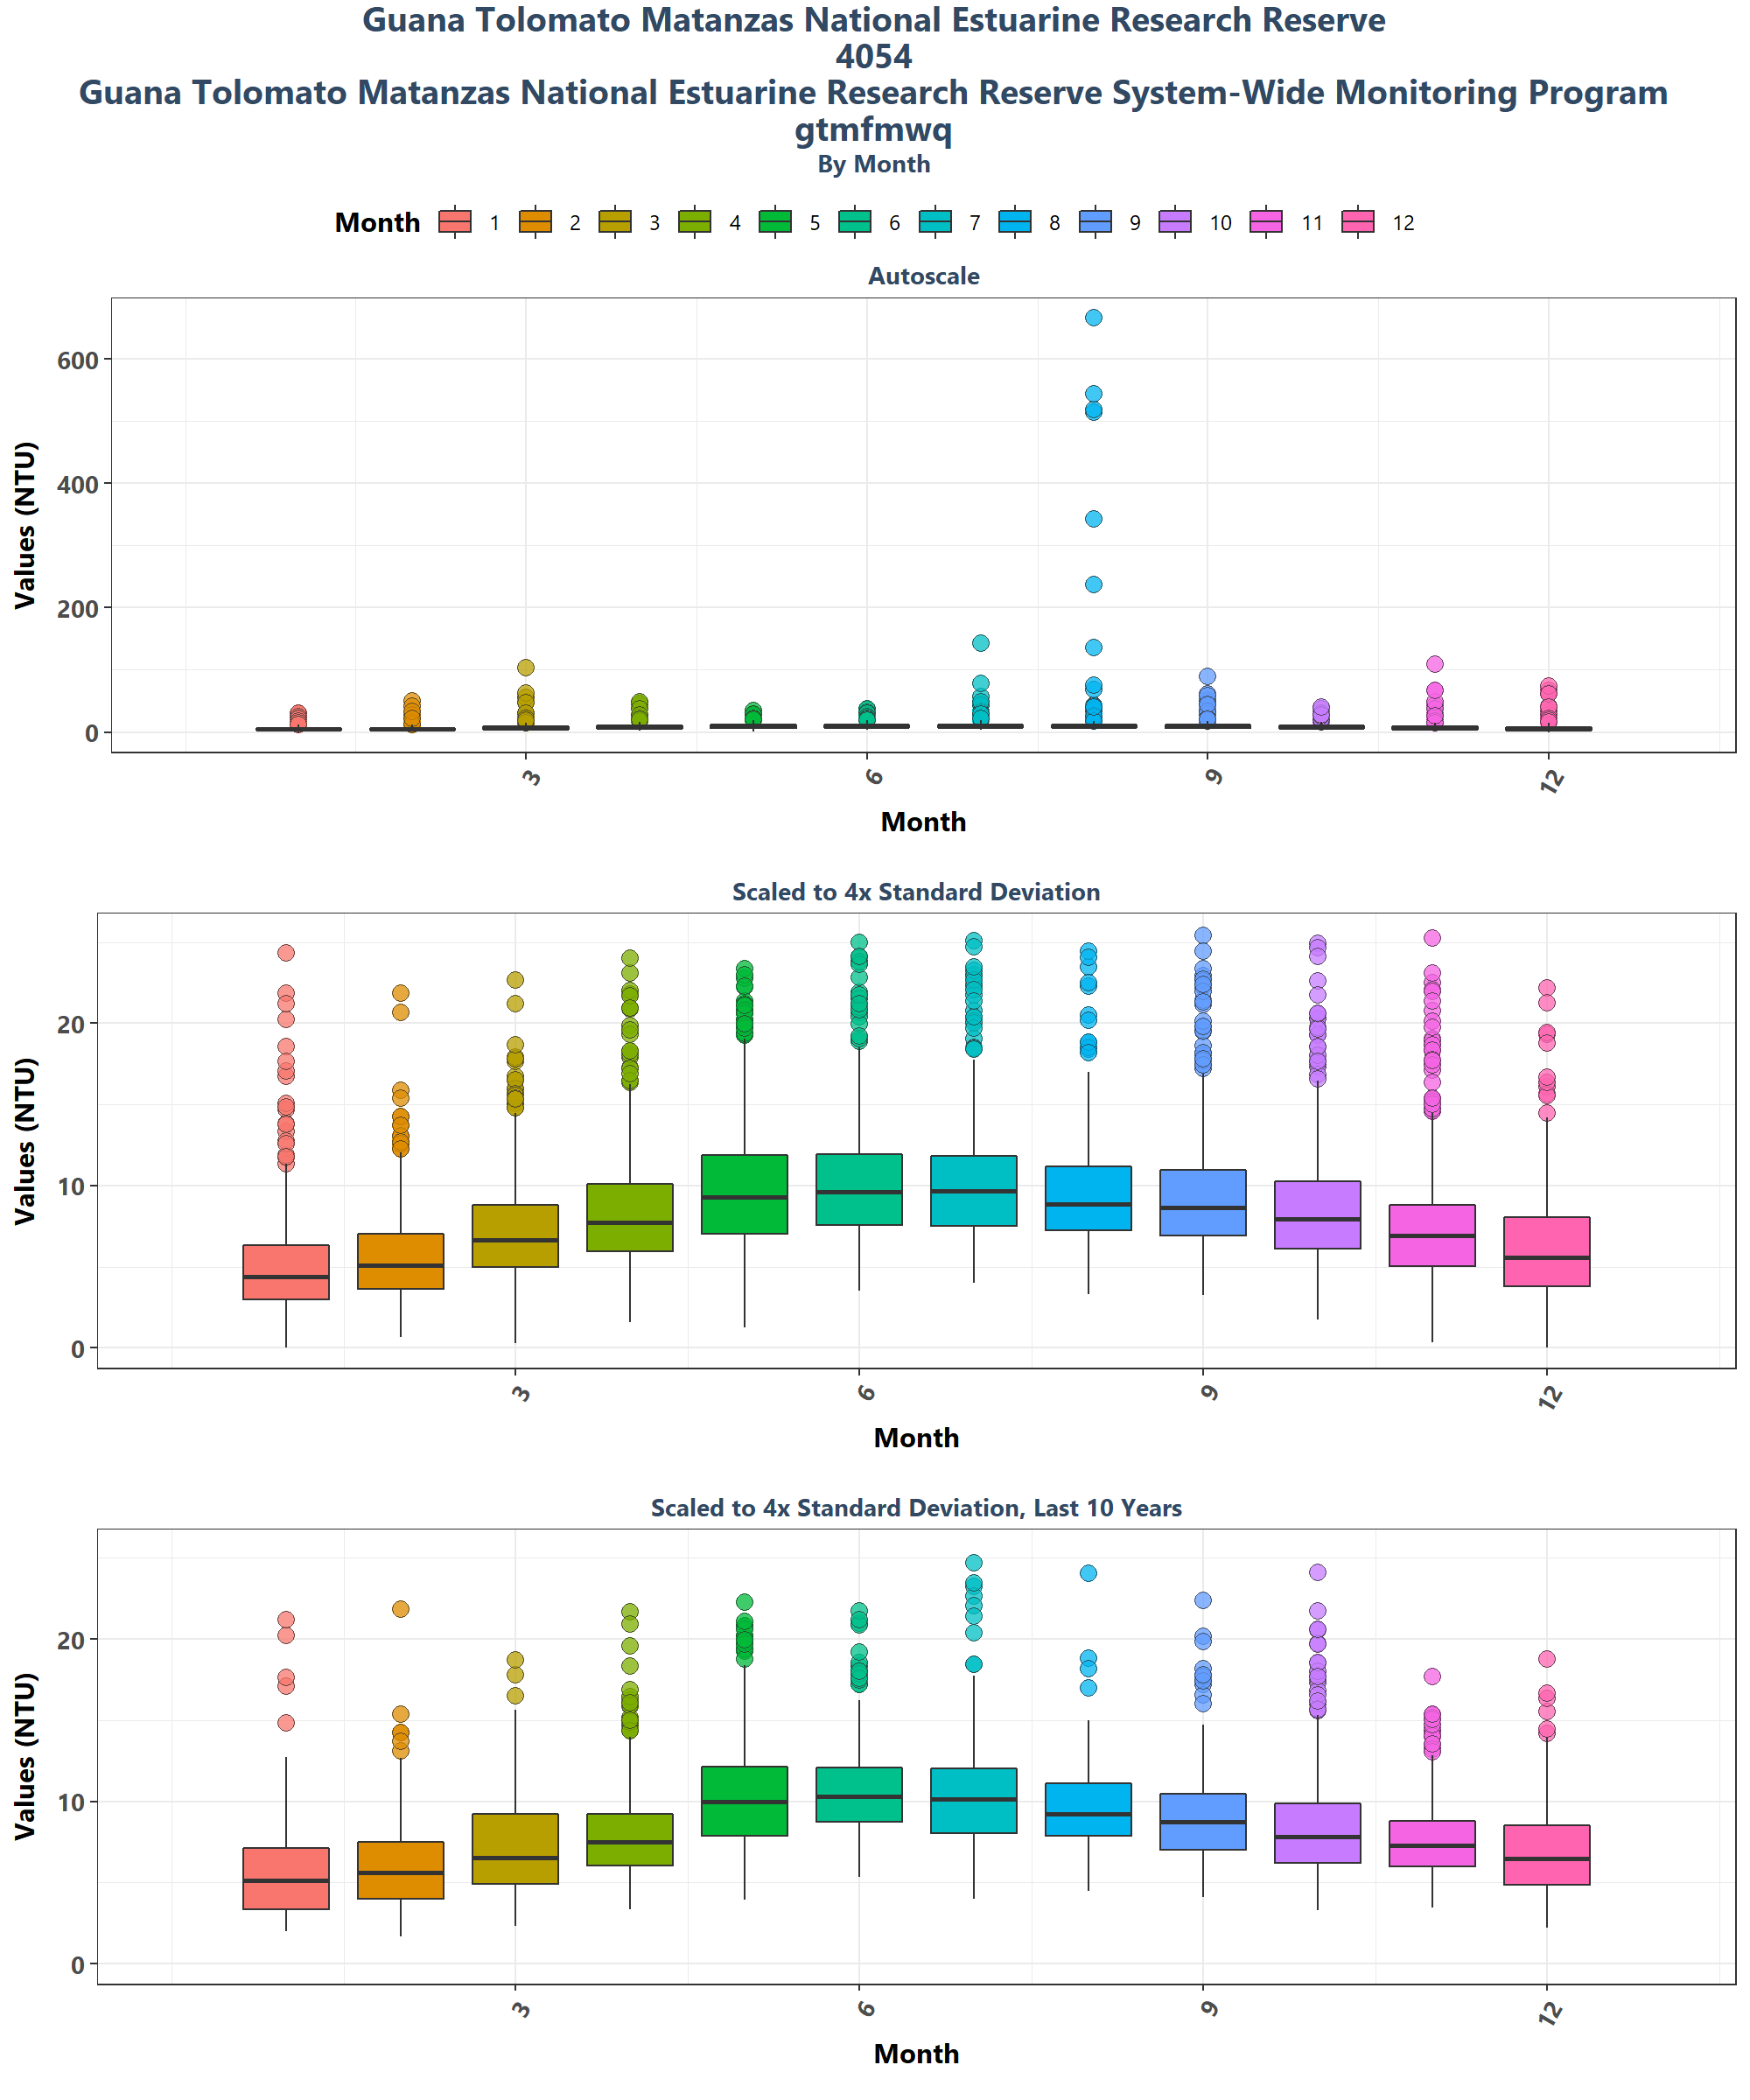 Guana Tolomato Matanzas National Estuarine Research Reserve
4054
Guana Tolomato Matanzas National Estuarine Research Reserve System-Wide Monitoring Program
gtmfmwq
By Month
Month 1 2 3 4 5 6 7 8 9 10 11 12
Autoscale
Values (NTU)
600
400
200
0
3 6 9 12
Month
Scaled to 4x Standard Deviation
Values (NTU)
20
10
0
3 6 9 12
Month
Scaled to 4x Standard Deviation, Last 10 Years
Values (NTU)
20
10
0
3 6 9 12
Month